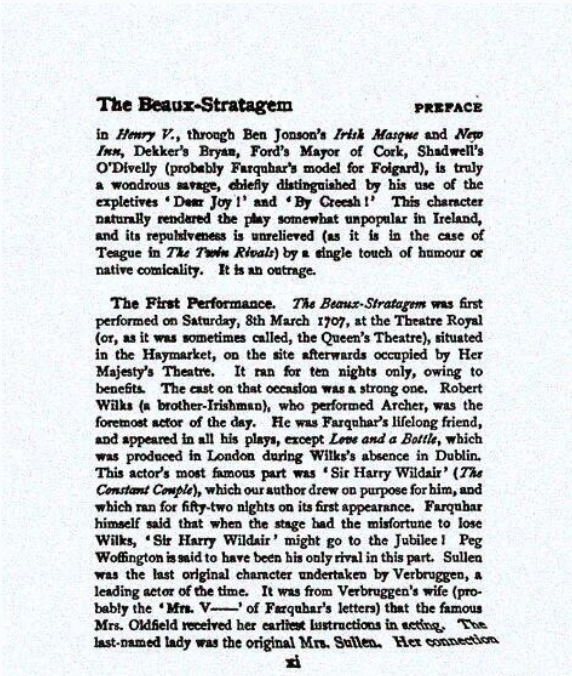 The Beaux-Stratagem PREFACE
in Henry V., through Ben Jonson's Irish Masque and New
Inn, Dekker's Bryan, Ford's Mayor of Cork, Shadwell's
O'Divelly (probably Farquhar's model for Foigard), is truly
a wondrous savage, chiefly distinguished by his use of the
expletives ‘Dear Joy!’ and ‘By Creesh!’ This character
naturally rendered the play somewhat unpopular in Ireland,
and its repulsiveness is unrelieved (as it is in the case of
Teague in The Twin Rivals) by a single touch of humour or
native comicality. It is an outrage.
The First Performance. The Beaux-Stratagem was first
performed on Saturday, 8th March 1707, at the Theatre Royal
(or, as it was sometimes called, the Queen's Theatre), situated
in the Haymarket, on the site afterwards occupied by Her
Majesty's Theatre. It ran for ten nights only, owing to
benefits. The cast on that occasion was a strong one. Robert
Wilks (a brother-Irishman), who performed Archer, was the
foremost actor of the day. He was Farquhar's lifelong friend,
and appeared in all his plays, except Love and a Bottle, which
was produced in London during Wilks's absence in Dublin.
This actor's most famous part was ‘Sir Harry Wildair’ (The
Constant Couple), which our author drew on purpose for him, and
which ran for fifty-two nights on its first appearance. Farquhar
himself said that when the stage had the misfortune to lose
Wilks, ‘Sir Harry Wildair’ might go to the Jubilee! Peg
Woffington is said to have been his only rival in this part. Sullen
was the last original character undertaken by Verbruggen, a
leading actor of the time. It was from Verbruggen's wife (pro-
bably the ‘Mrs. V——’ of Farquhar's letters) that the famous
Mrs. Oldfield received her earliest instructions in acting. The
last-named lady was the original Mrs. Sullen. Her connection
xi